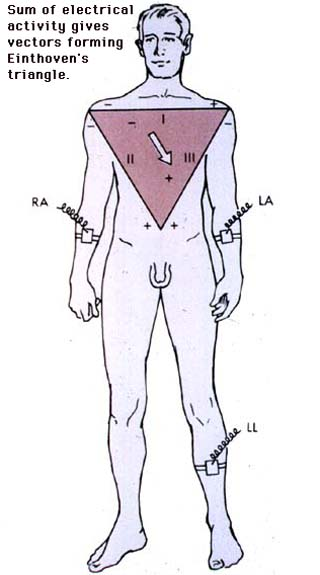 Sum of electrical
activity gives
vectors forming
Einthoven's
triangle.
− I +
− − −
II III
+
+ +
RA LA
LL